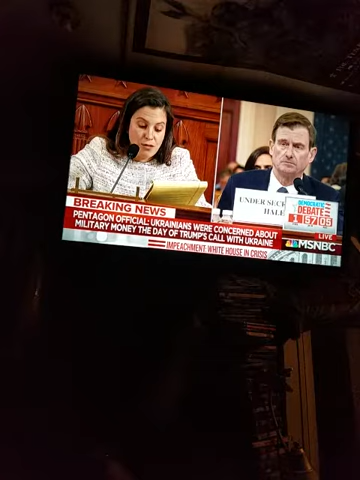 UNDER SEC
HALE
DEMOCRATIC
DEBATE
BREAKING NEWS
PENTAGON OFFICIAL: UKRAINIANS WERE CONCERNED ABOUT
MILITARY MONEY THE DAY OF TRUMP'S CALL WITH UKRAINE
LIVE
MSNBC
IMPEACHMENT: WHITE HOUSE IN CRISIS